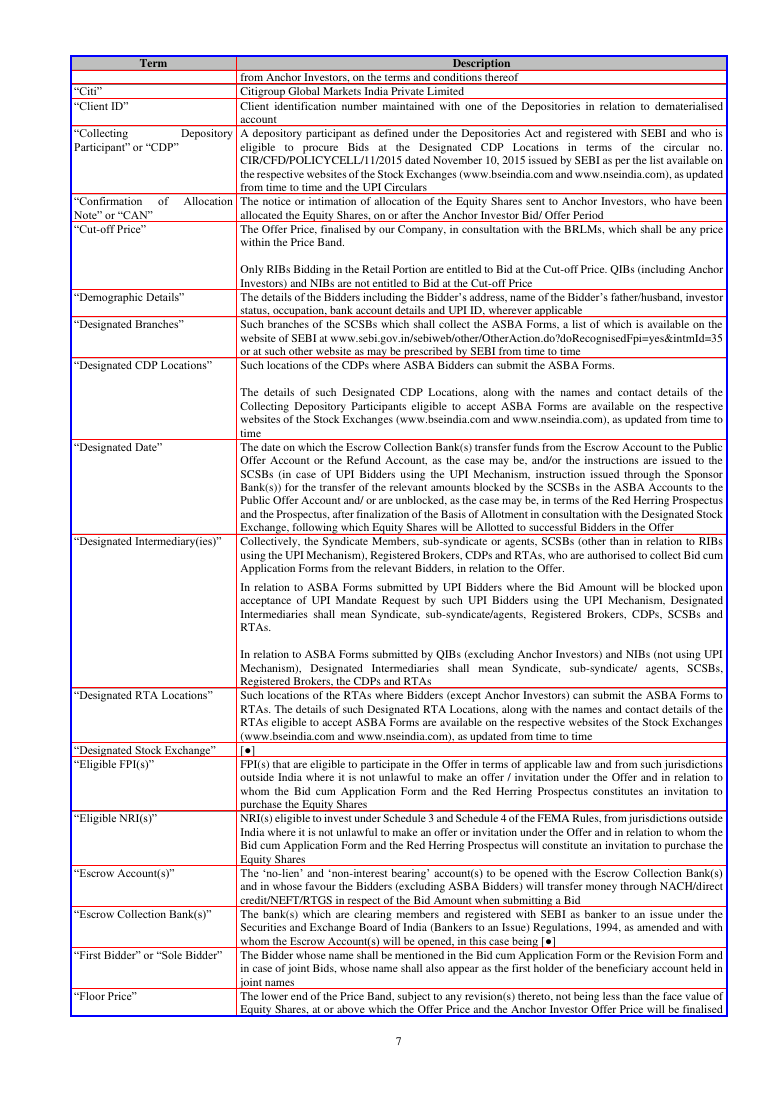 Term Description
from Anchor Investors, on the terms and conditions thereof
“Citi” Citigroup Global Markets India Private Limited
“Client ID” Client identification number maintained with one of the Depositories in relation to dematerialised
account
“Collecting Depository A depository participant as defined under the Depositories Act and registered with SEBI and who is
Participant” or “CDP” eligible to procure Bids at the Designated CDP Locations in terms of the circular no.
CIR/CFD/POLICYCELL/11/2015 dated November 10, 2015 issued by SEBI as per the list available on
the respective websites of the Stock Exchanges (www.bseindia.com and www.nseindia.com), as updated
from time to time and the UPI Circulars
“Confirmation of Allocation The notice or intimation of allocation of the Equity Shares sent to Anchor Investors, who have been
Note” or “CAN” allocated the Equity Shares, on or after the Anchor Investor Bid/ Offer Period
“Cut-off Price” The Offer Price, finalised by our Company, in consultation with the BRLMs, which shall be any price
within the Price Band.
Only RIBs Bidding in the Retail Portion are entitled to Bid at the Cut-off Price. QIBs (including Anchor
Investors) and NIBs are not entitled to Bid at the Cut-off Price
“Demographic Details” The details of the Bidders including the Bidder’s address, name of the Bidder’s father/husband, investor
status, occupation, bank account details and UPI ID, wherever applicable
“Designated Branches” Such branches of the SCSBs which shall collect the ASBA Forms, a list of which is available on the
website of SEBI at www.sebi.gov.in/sebiweb/other/OtherAction.do?doRecognisedFpi=yes&intmId=35
or at such other website as may be prescribed by SEBI from time to time
“Designated CDP Locations” Such locations of the CDPs where ASBA Bidders can submit the ASBA Forms.
The details of such Designated CDP Locations, along with the names and contact details of the
Collecting Depository Participants eligible to accept ASBA Forms are available on the respective
websites of the Stock Exchanges (www.bseindia.com and www.nseindia.com), as updated from time to
time
“Designated Date” The date on which the Escrow Collection Bank(s) transfer funds from the Escrow Account to the Public
Offer Account or the Refund Account, as the case may be, and/or the instructions are issued to the
SCSBs (in case of UPI Bidders using the UPI Mechanism, instruction issued through the Sponsor
Bank(s)) for the transfer of the relevant amounts blocked by the SCSBs in the ASBA Accounts to the
Public Offer Account and/ or are unblocked, as the case may be, in terms of the Red Herring Prospectus
and the Prospectus, after finalization of the Basis of Allotment in consultation with the Designated Stock
Exchange, following which Equity Shares will be Allotted to successful Bidders in the Offer
“Designated Intermediary(ies)” Collectively, the Syndicate Members, sub-syndicate or agents, SCSBs (other than in relation to RIBs
using the UPI Mechanism), Registered Brokers, CDPs and RTAs, who are authorised to collect Bid cum
Application Forms from the relevant Bidders, in relation to the Offer.
In relation to ASBA Forms submitted by UPI Bidders where the Bid Amount will be blocked upon
acceptance of UPI Mandate Request by such UPI Bidders using the UPI Mechanism, Designated
Intermediaries shall mean Syndicate, sub-syndicate/agents, Registered Brokers, CDPs, SCSBs and
RTAs.
In relation to ASBA Forms submitted by QIBs (excluding Anchor Investors) and NIBs (not using UPI
Mechanism), Designated Intermediaries shall mean Syndicate, sub-syndicate/ agents, SCSBs,
Registered Brokers, the CDPs and RTAs
“Designated RTA Locations” Such locations of the RTAs where Bidders (except Anchor Investors) can submit the ASBA Forms to
RTAs. The details of such Designated RTA Locations, along with the names and contact details of the
RTAs eligible to accept ASBA Forms are available on the respective websites of the Stock Exchanges
(www.bseindia.com and www.nseindia.com), as updated from time to time
“Designated Stock Exchange” [●]
“Eligible FPI(s)” FPI(s) that are eligible to participate in the Offer in terms of applicable law and from such jurisdictions
outside India where it is not unlawful to make an offer / invitation under the Offer and in relation to
whom the Bid cum Application Form and the Red Herring Prospectus constitutes an invitation to
purchase the Equity Shares
“Eligible NRI(s)” NRI(s) eligible to invest under Schedule 3 and Schedule 4 of the FEMA Rules, from jurisdictions outside
India where it is not unlawful to make an offer or invitation under the Offer and in relation to whom the
Bid cum Application Form and the Red Herring Prospectus will constitute an invitation to purchase the
Equity Shares
“Escrow Account(s)” The ‘no-lien’ and ‘non-interest bearing’ account(s) to be opened with the Escrow Collection Bank(s)
and in whose favour the Bidders (excluding ASBA Bidders) will transfer money through NACH/direct
credit/NEFT/RTGS in respect of the Bid Amount when submitting a Bid
“Escrow Collection Bank(s)” The bank(s) which are clearing members and registered with SEBI as banker to an issue under the
Securities and Exchange Board of India (Bankers to an Issue) Regulations, 1994, as amended and with
whom the Escrow Account(s) will be opened, in this case being [●]
“First Bidder” or “Sole Bidder” The Bidder whose name shall be mentioned in the Bid cum Application Form or the Revision Form and
in case of joint Bids, whose name shall also appear as the first holder of the beneficiary account held in
joint names
“Floor Price” The lower end of the Price Band, subject to any revision(s) thereto, not being less than the face value of
Equity Shares, at or above which the Offer Price and the Anchor Investor Offer Price will be finalised
7